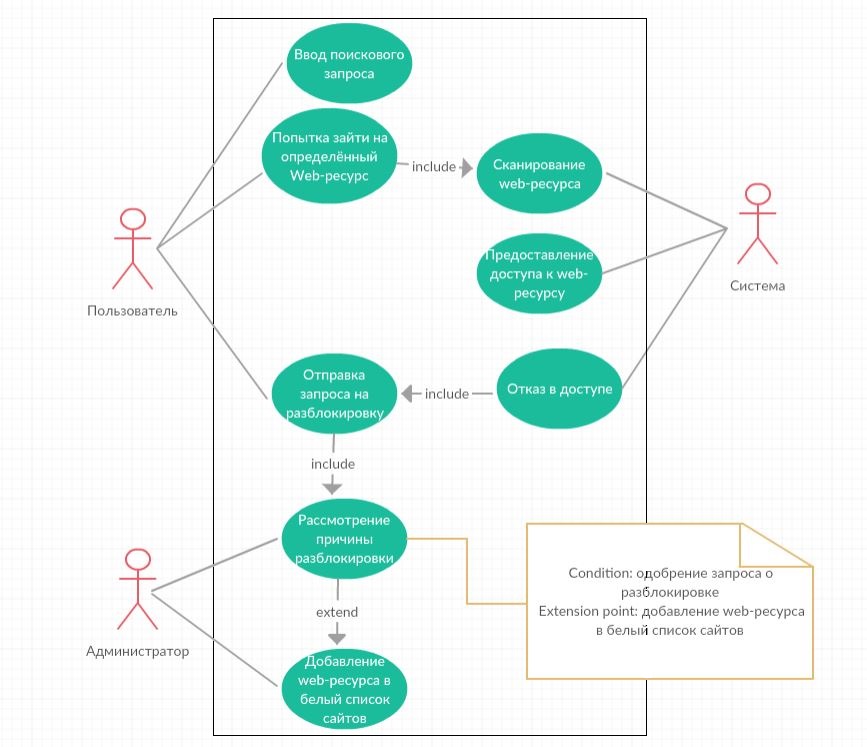 Ввод поискового
запроса
Попытка зайти на
определённый
Web-ресурс
include
Сканирование
web-ресурса
Предоставление
доступа к web-
ресурсу
Система
Пользователь
Отправка
запроса на
разблокировку
include
Отказ в доступе
include
Рассмотрение
причины
разблокировки
Condition: одобрение запроса о
разблокировке
Extension point: добавление web-ресурса
в белый список сайтов
extend
Администратор
Добавление
web-ресурса в
белый список
сайтов